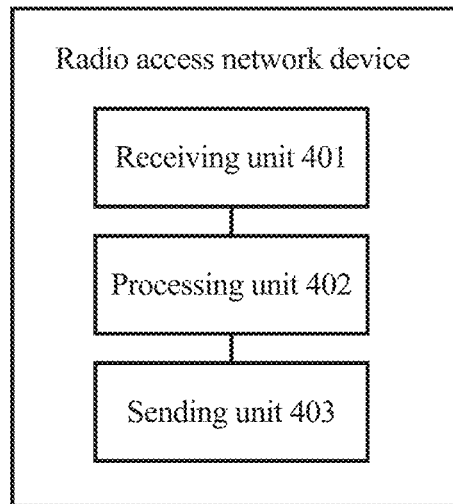 Radio access network device
Receiving unit 401
Processing unit 402
Sending unit 403